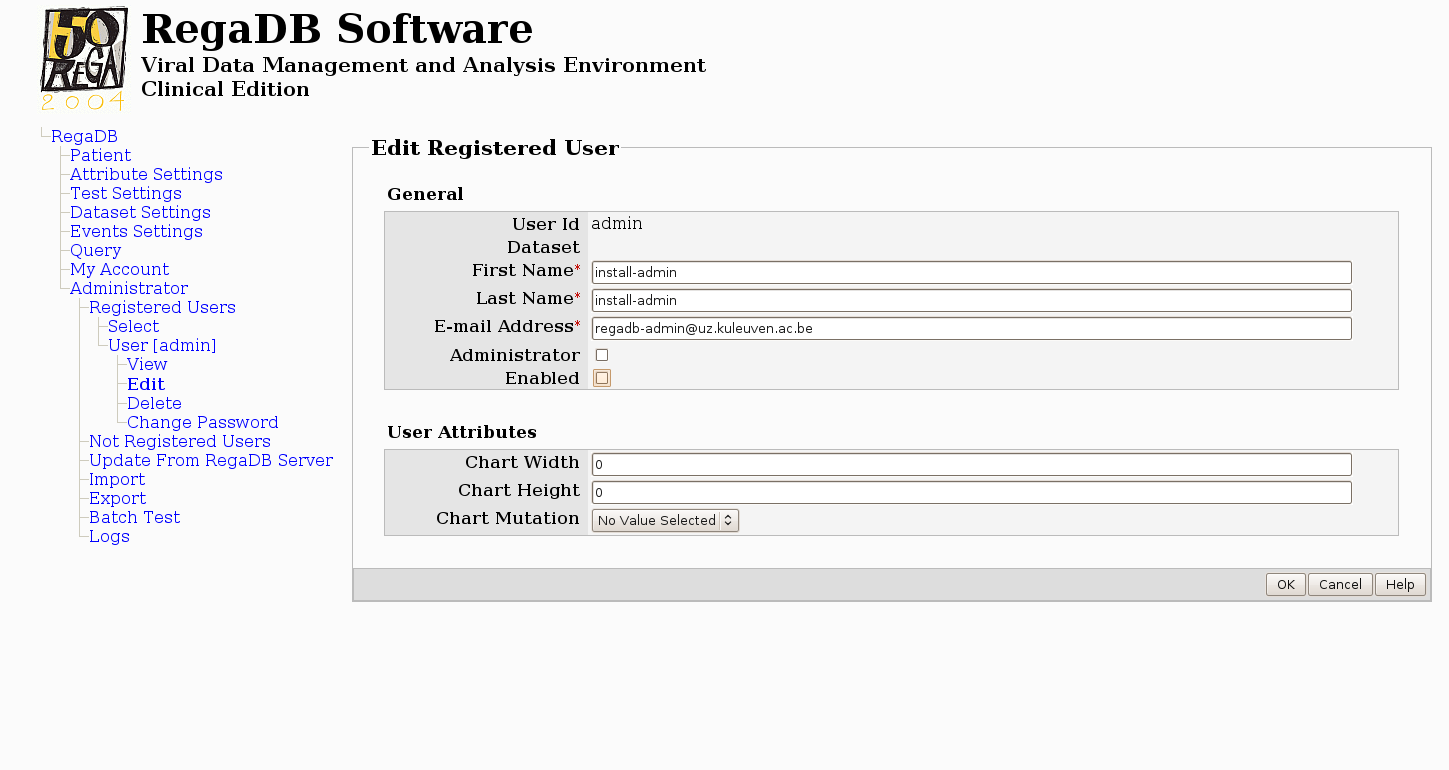 50
REGA
2004
RegaDB Software
Viral Data Management and Analysis Environment
Clinical Edition
RegaDB
Patient
Attribute Settings
Test Settings
Dataset Settings
Events Settings
Query
My Account
Administrator
Registered Users
Select
User [admin]
View
Edit
Delete
Change Password
Not Registered Users
Update From RegaDB Server
Import
Export
Batch Test
Logs
Edit Registered User
General
User Id admin
Dataset
First Name* install-admin
Last Name* install-admin
E-mail Address* regadb-admin@uz.kuleuven.ac.be
Administrator
Enabled
User Attributes
Chart Width 0
Chart Height 0
Chart Mutation No Value Selected
OK Cancel Help